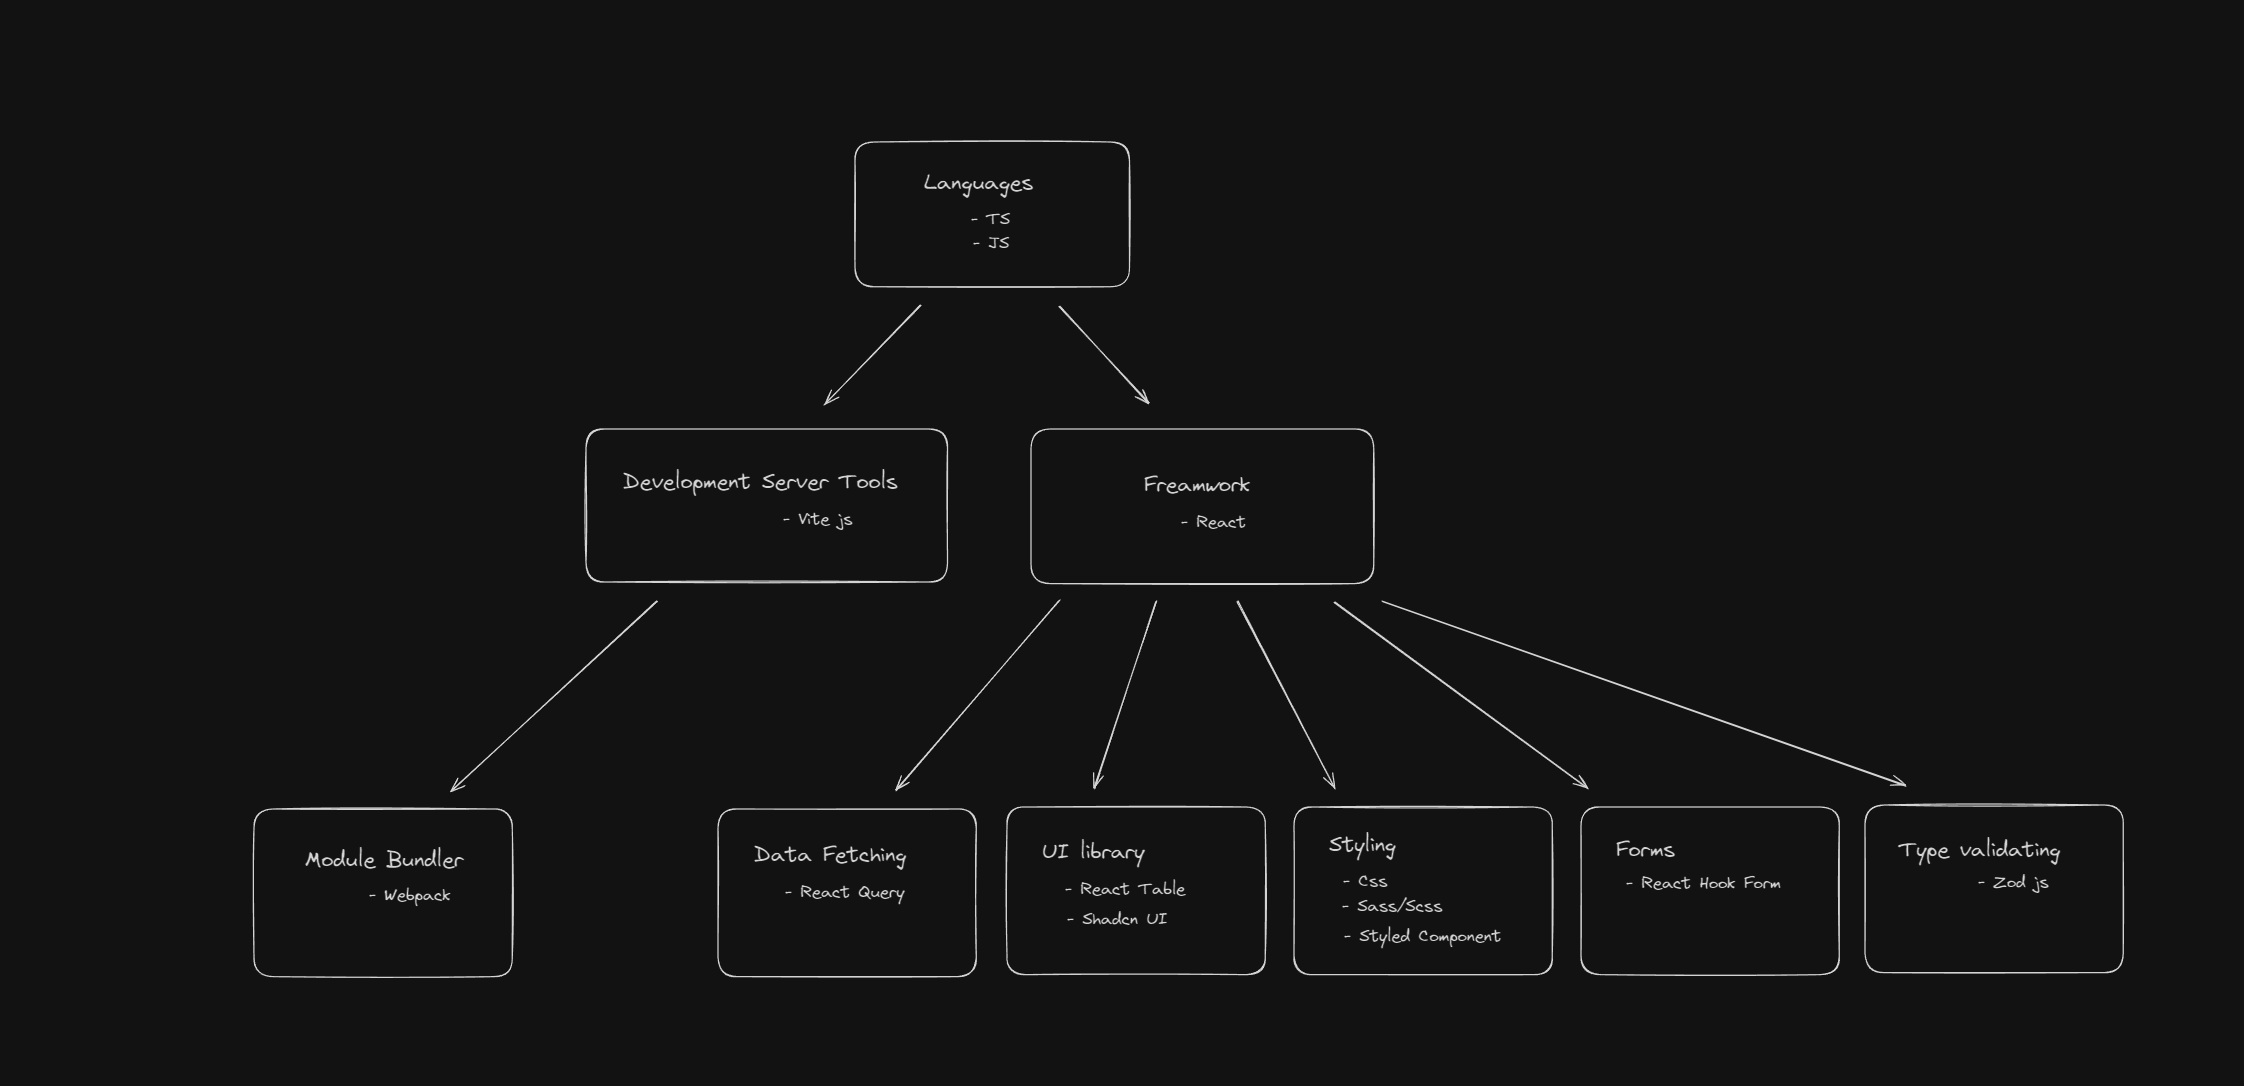 Languages
- TS
- JS
Development Server Tools
- Vite js
Freamwork
- React
Module Bundler
- Webpack
Data Fetching
- React Query
UI library
- React Table
- Shadcn UI
Styling
- Css
- Sass/Scss
- Styled Component
Forms
- React Hook Form
Type validating
- Zod js